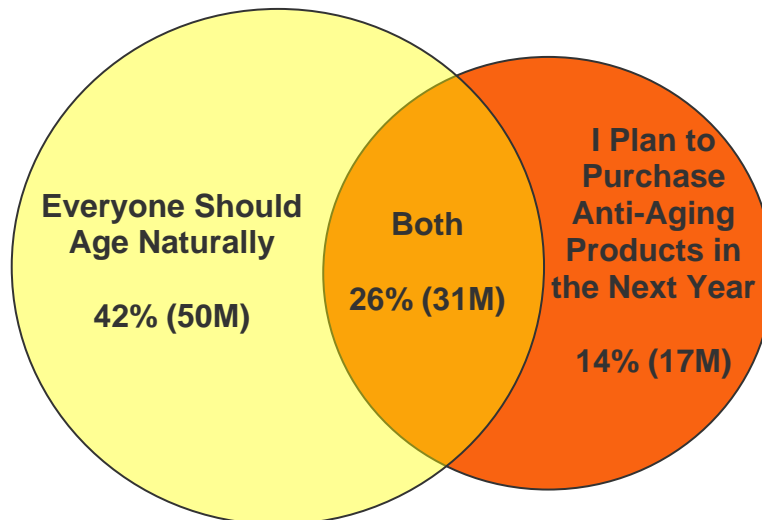 Everyone Should
Age Naturally
42% (50M)
Both
26% (31M)
I Plan to
Purchase
Anti-Aging
Products in
the Next Year
14% (17M)